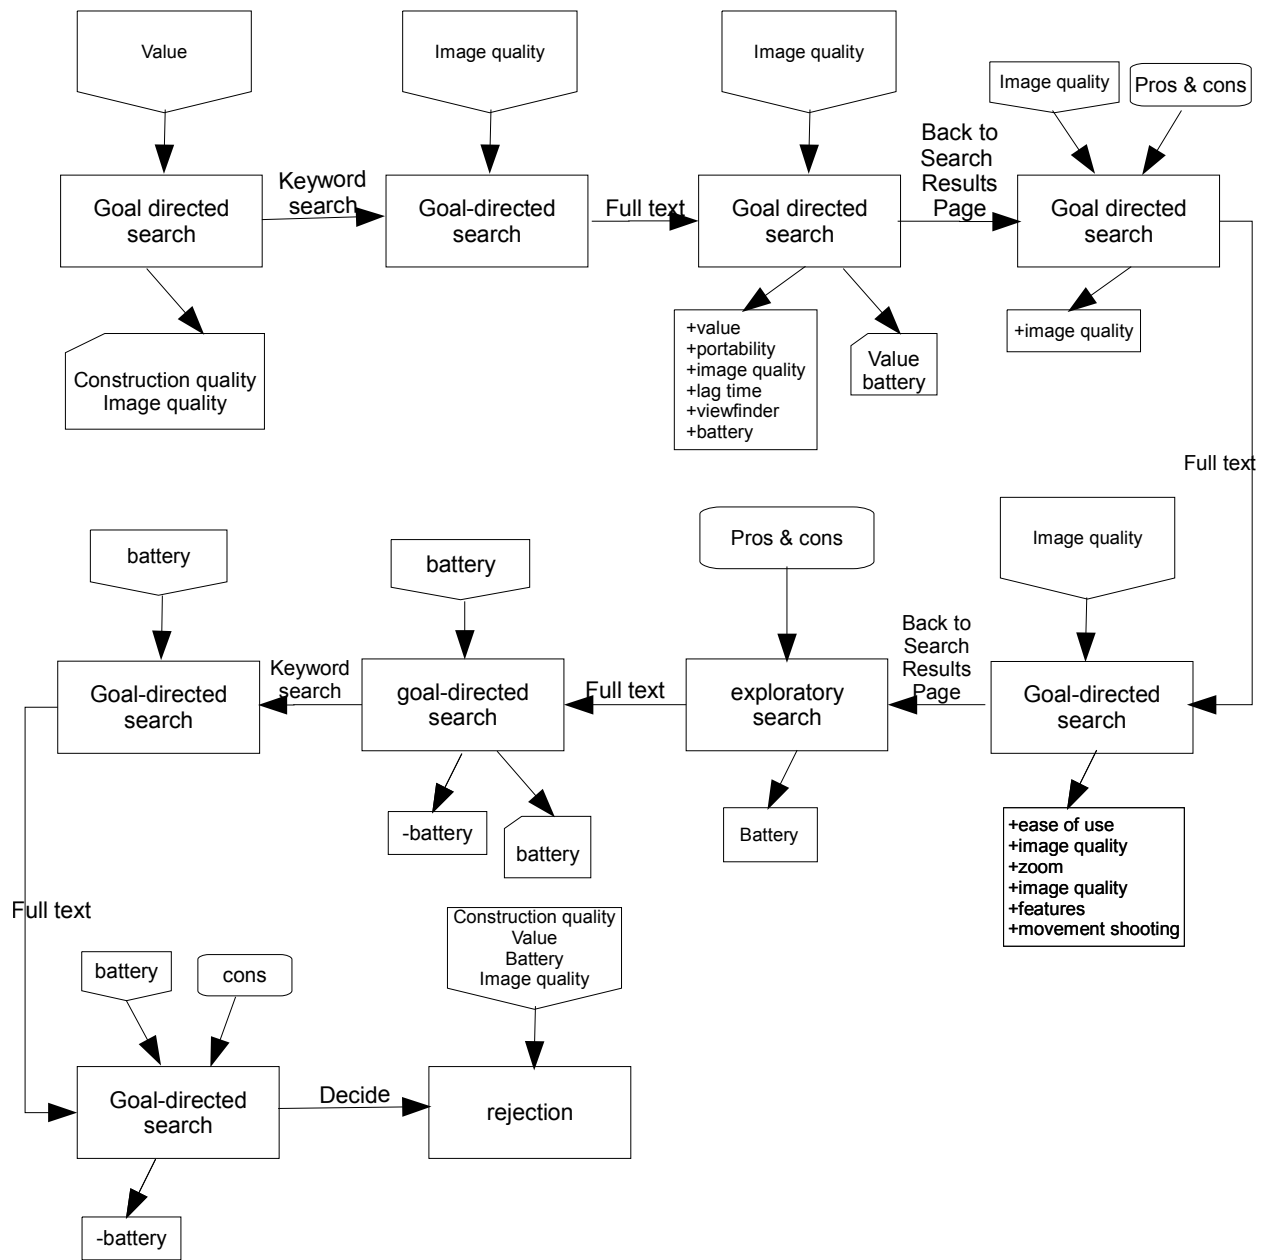 Value
Image quality
Image quality
Image quality
Pros & cons
Goal directed
search
Keyword
search
Goal-directed
search
Full text
Goal directed
search
Back to
Search
Results
Page
Goal directed
search
Construction quality
Image quality
+value
+portability
+image quality
+lag time
+viewfinder
+battery
Value
battery
+image quality
Full text
battery
battery
Pros & cons
Image quality
Goal-directed
search
Keyword
search
goal-directed
search
Full text
exploratory
search
Back to
Search
Results
Page
Goal-directed
search
-battery
battery
Battery
+ease of use
+image quality
+zoom
+image quality
+features
+movement shooting
Full text
battery
cons
Construction quality
Value
Battery
Image quality
Goal-directed
search
Decide
rejection
-battery